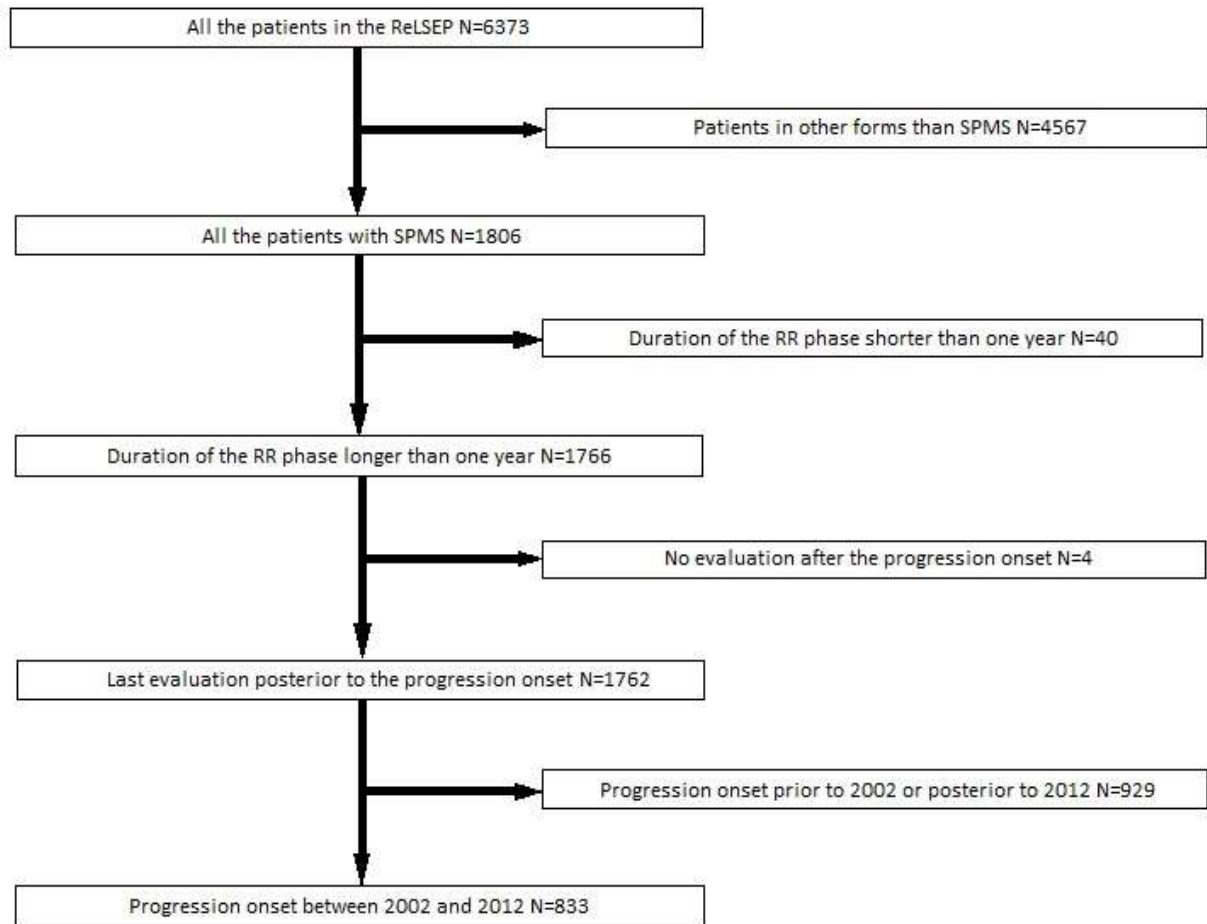 All the patients in the ReLSEP N=6373
Patients in other forms than SPMS N=4567
All the patients with SPMS N=1806
Duration of the RR phase shorter than one year N=40
Duration of the RR phase longer than one year N=1766
No evaluation after the progression onset N=4
Last evaluation posterior to the progression onset N=1762
Progression onset prior to 2002 or posterior to 2012 N=929
Progression onset between 2002 and 2012 N=833